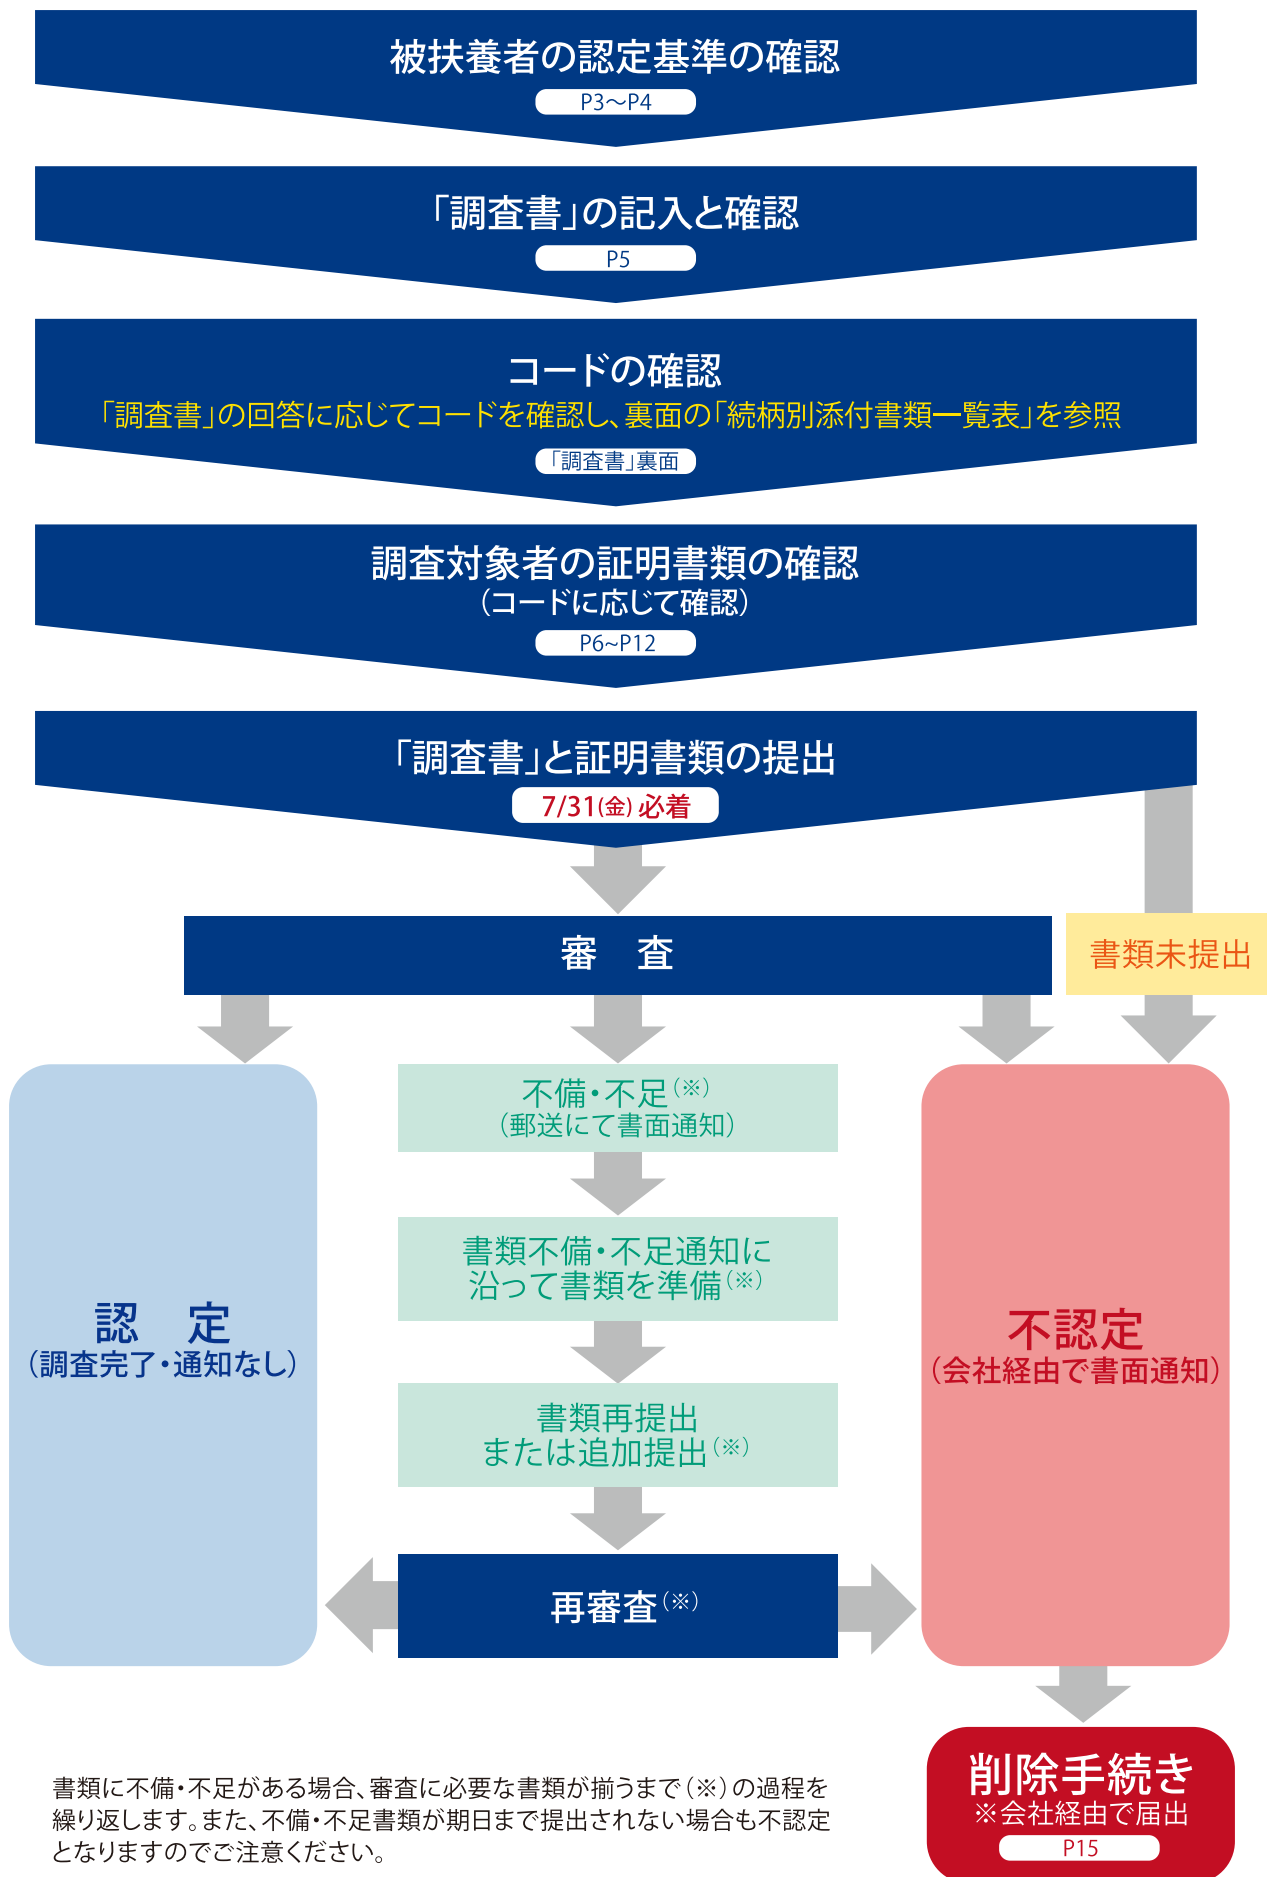 被扶養者の認定基準の確認
P3～P4
「調査書」の記入と確認
P5
コードの確認
「調査書」の回答に応じてコードを確認し、裏面の「続柄別添付書類一覧表」を参照
「調査書」裏面
調査対象者の証明書類の確認
（コードに応じて確認）
P6~P12
「調査書」と証明書類の提出
7/31(金) 必着
審　査
書類未提出
不備・不足（※）
（郵送にて書面通知）
書類不備・不足通知に
沿って書類を準備（※）
認　定
（調査完了・通知なし）
不認定
（会社経由で書面通知）
書類再提出
または追加提出（※）
再審査（※）
削除手続き
※会社経由で届出
P15
書類に不備・不足がある場合、審査に必要な書類が揃うまで（※）の過程を
繰り返します。また、不備・不足書類が期日まで提出されない場合も不認定
となりますのでご注意ください。